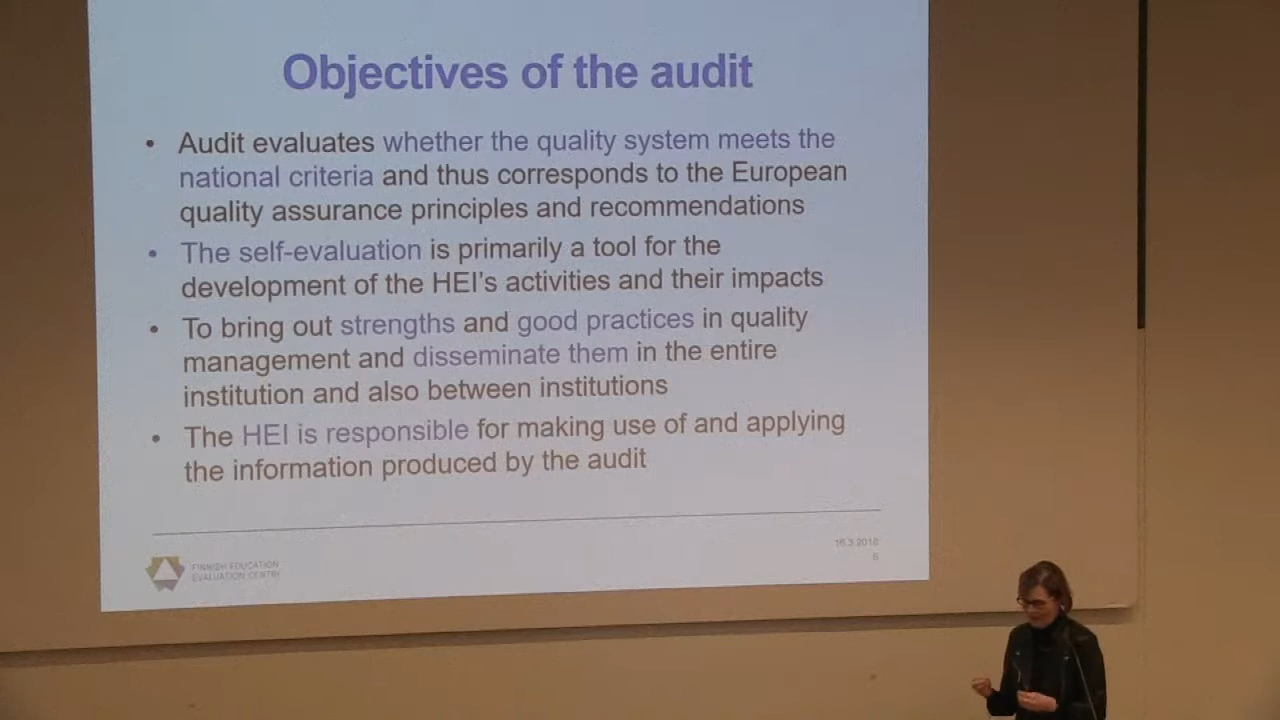 Objectives of the audit
• Audit evaluates whether the quality system meets the
national criteria and thus corresponds to the European
quality assurance principles and recommendations
• The self-evaluation is primarily a tool for the
development of the HEI's activities and their impacts
• To bring out strengths and good practices in quality
management and disseminate them in the entire
institution and also between institutions
• The HEI is responsible for making use of and applying
the information produced by the audit
FINNISH EDUCATION
EVALUATION CENTRE
16.3.2018